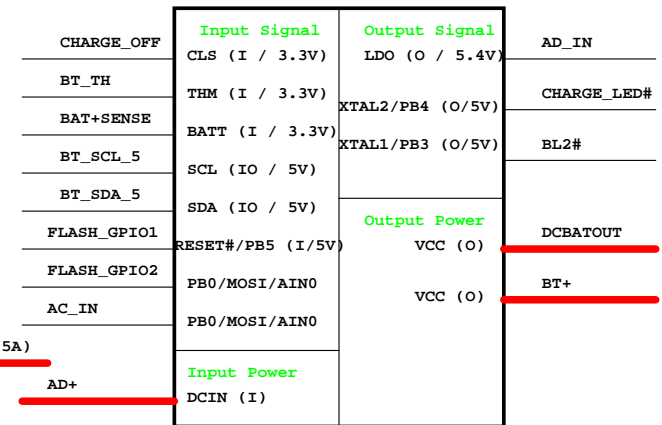 CHARGE_OFF
BT_TH
BAT+SENSE
BT_SCL_5
BT_SDA_5
FLASH_GPIO1
FLASH_GPIO2
AC_IN
5A)
AD+
Input Signal
CLS (I / 3.3V)
THM (I / 3.3V)
BATT (I / 3.3V)
SCL (IO / 5V)
SDA (IO / 5V)
RESET#/PB5 (I/5V)
PB0/MOSI/AIN0
PB0/MOSI/AIN0
Input Power
DCIN (I)
Output Signal
LDO (O / 5.4V)
XTAL2/PB4 (O/5V)
XTAL1/PB3 (O/5V)
Output Power
VCC (O)
VCC (O)
AD_IN
CHARGE_LED#
BL2#
DCBATOUT
BT+